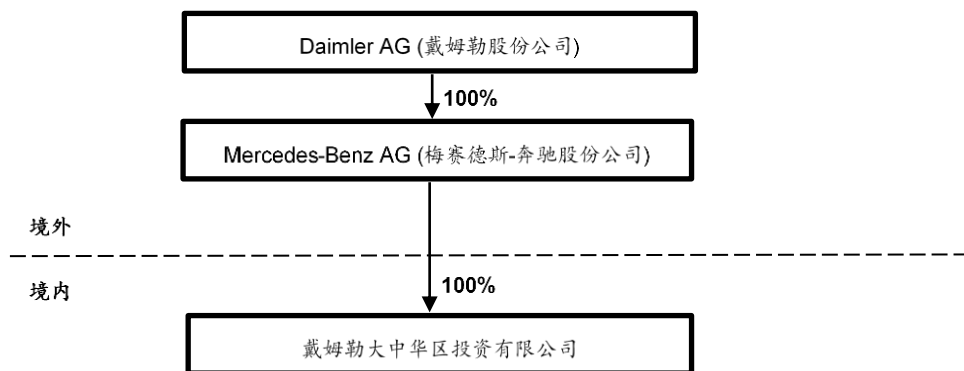 Daimler AG (戴姆勒股份公司)
100%
Mercedes-Benz AG (梅赛德斯-奔驰股份公司)
境外
境内
100%
戴姆勒大中华区投资有限公司